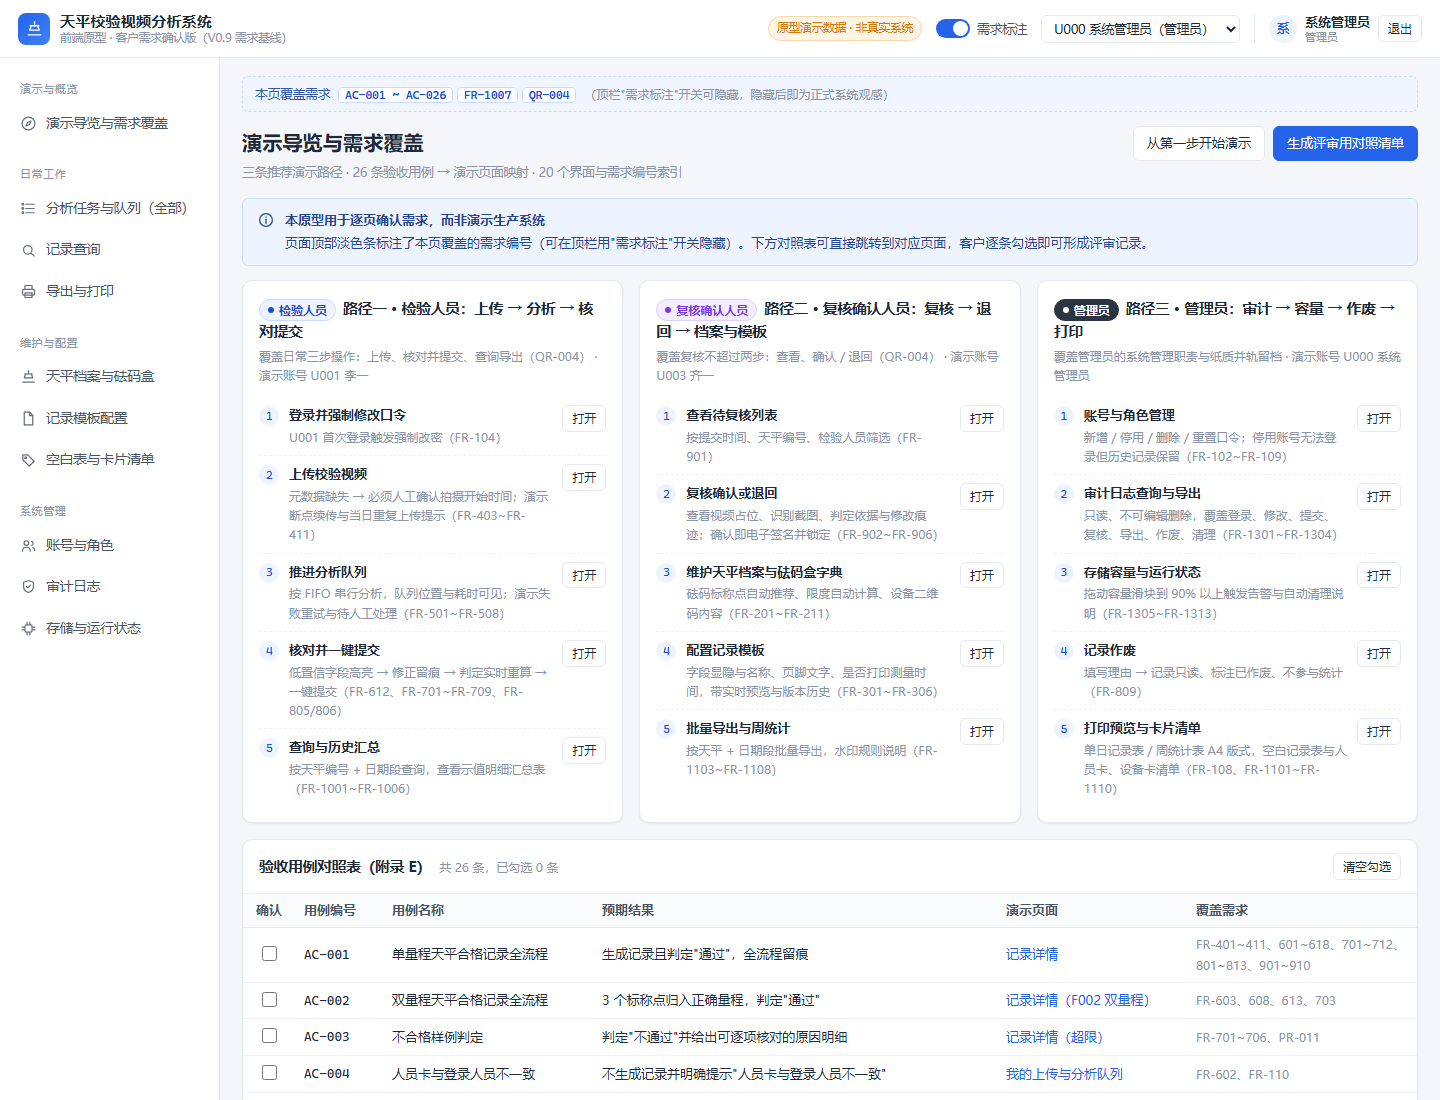 天平校验视频分析系统
前端原型 · 客户需求确认版（V0.9 需求基线）
原型演示数据 · 非真实系统
需求标注
U000 系统管理员（管理员）
系
系统管理员
管理员
退出
演示与概览
演示导览与需求覆盖
日常工作
分析任务与队列（全部）
记录查询
导出与打印
维护与配置
天平档案与砝码盒
记录模板配置
空白表与卡片清单
系统管理
账号与角色
审计日志
存储与运行状态
本页覆盖需求 AC-001 ~ AC-026 FR-1007 QR-004 （顶栏"需求标注"开关可隐藏，隐藏后即为正式系统观感）
演示导览与需求覆盖
三条推荐演示路径 · 26 条验收用例 → 演示页面映射 · 20 个界面与需求编号索引
从第一步开始演示
生成评审用对照清单
本原型用于逐页确认需求，而非演示生产系统
页面顶部淡色条标注了本页覆盖的需求编号（可在顶栏用"需求标注"开关隐藏）。下方对照表可直接跳转到对应页面，客户逐条勾选即可形成评审记录。
检验人员 路径一 • 检验人员：上传 → 分析 → 核
对提交
覆盖日常三步操作：上传、核对并提交、查询导出（QR-004） ·
演示账号 U001 李一
1 登录并强制修改口令 打开
U001 首次登录触发强制改密（FR-104）
2 上传校验视频 打开
元数据缺失 → 必须人工确认拍摄开始时间；演示
断点续传与当日重复上传提示（FR-403~FR-
411）
3 推进分析队列 打开
按 FIFO 串行分析，队列位置与耗时可见；演示失
败重试与待人工处理（FR-501~FR-508）
4 核对并一键提交 打开
低置信字段高亮 → 修正留痕 → 判定实时重算 →
一键提交（FR-612、FR-701~FR-709、FR-
805/806）
5 查询与历史汇总 打开
按天平编号 + 日期段查询，查看示值明细汇总表
（FR-1001~FR-1006）
复核确认人员 路径二 • 复核确认人员：复核 → 退
回 → 档案与模板
覆盖复核不超过两步：查看、确认 / 退回（QR-004） · 演示账号
U003 齐一
1 查看待复核列表 打开
按提交时间、天平编号、检验人员筛选（FR-
901）
2 复核确认或退回 打开
查看视频占位、识别截图、判定依据与修改痕
迹；确认即电子签名并锁定（FR-902~FR-906）
3 维护天平档案与砝码盒字典 打开
砝码标称点自动推荐、限度自动计算、设备二维
码内容（FR-201~FR-211）
4 配置记录模板 打开
字段显隐与名称、页脚文字、是否打印测量时
间，带实时预览与版本历史（FR-301~FR-306）
5 批量导出与周统计 打开
按天平 + 日期段批量导出，水印规则说明（FR-
1103~FR-1108）
管理员 路径三 • 管理员：审计 → 容量 → 作废 →
打印
覆盖管理员的系统管理职责与纸质并轨留档 · 演示账号 U000 系统
管理员
1 账号与角色管理 打开
新增 / 停用 / 删除 / 重置口令；停用账号无法登
录但历史记录保留（FR-102~FR-109）
2 审计日志查询与导出 打开
只读、不可编辑删除，覆盖登录、修改、提交、
复核、导出、作废、清理（FR-1301~FR-1304）
3 存储容量与运行状态 打开
拖动容量滑块到 90% 以上触发告警与自动清理说
明（FR-1305~FR-1313）
4 记录作废 打开
填写理由 → 记录只读、标注已作废、不参与统计
（FR-809）
5 打印预览与卡片清单 打开
单日记录表 / 周统计表 A4 版式，空白记录表与人
员卡、设备卡清单（FR-108、FR-1101~FR-
1110）
验收用例对照表（附录 E） 共 26 条，已勾选 0 条 清空勾选
确认 用例编号 用例名称 预期结果 演示页面 覆盖需求
AC-001 单量程天平合格记录全流程 生成记录且判定"通过"，全流程留痕 记录详情 FR-401~411、601~618、701~712、
801~813、901~910
AC-002 双量程天平合格记录全流程 3 个标称点归入正确量程，判定"通过" 记录详情（F002 双量程） FR-603、608、613、703
AC-003 不合格样例判定 判定"不通过"并给出可逐项核对的原因明细 记录详情（超限） FR-701~706、PR-011
AC-004 人员卡与登录人员不一致 不生成记录并明确提示"人员卡与登录人员不一致" 我的上传与分析队列 FR-602、FR-110